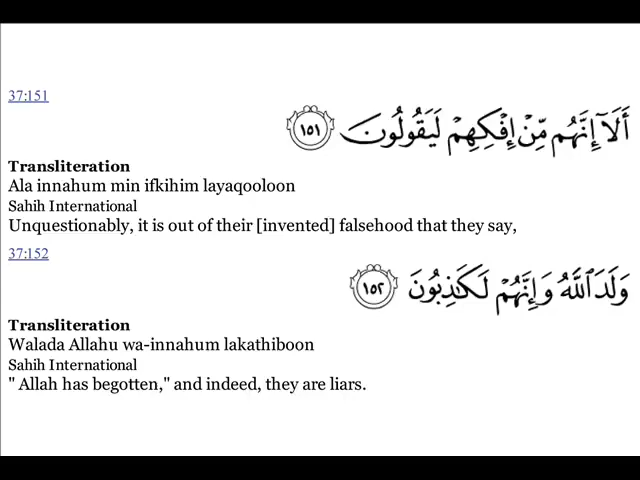 37:151
أَلَآ إِنَّهُم مِّنْ إِفْكِهِمْ لَيَقُولُونَ ١٥١
Transliteration
Ala innahum min ifkihim layaqooloon
Sahih International
Unquestionably, it is out of their [invented] falsehood that they say,
37:152
وَلَدَ ٱللَّهُ وَإِنَّهُمْ لَكَٰذِبُونَ ١٥٢
Transliteration
Walada Allahu wa-innahum lakathiboon
Sahih International
" Allah has begotten," and indeed, they are liars.